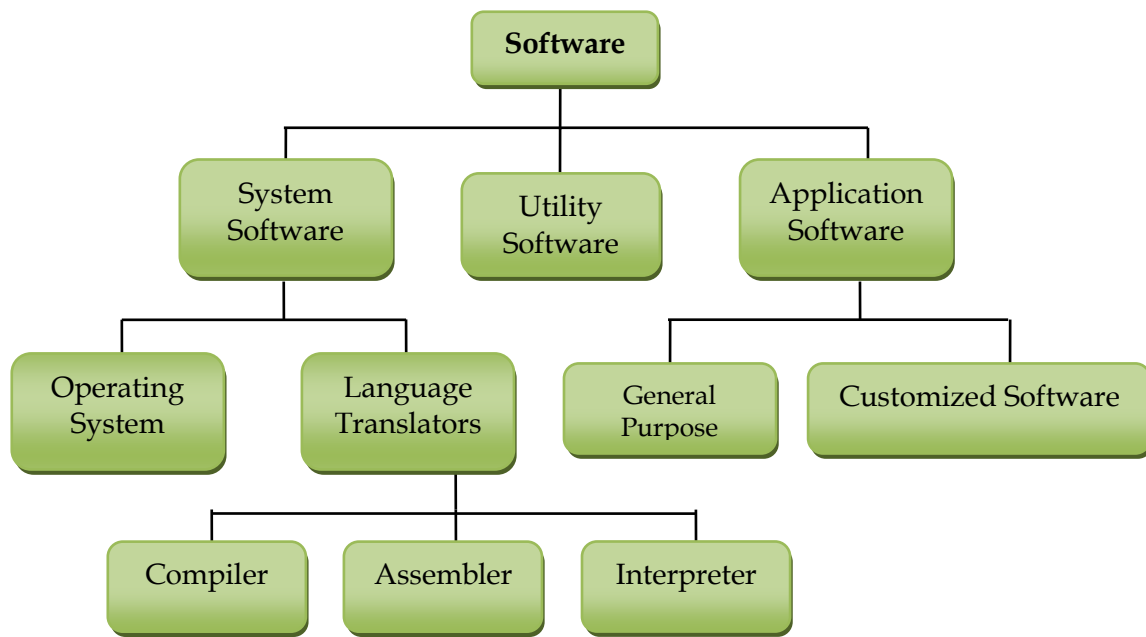 Software
System
Software
Utility
Software
Application
Software
Operating
System
Language
Translators
General
Purpose
Customized Software
Compiler
Assembler
Interpreter